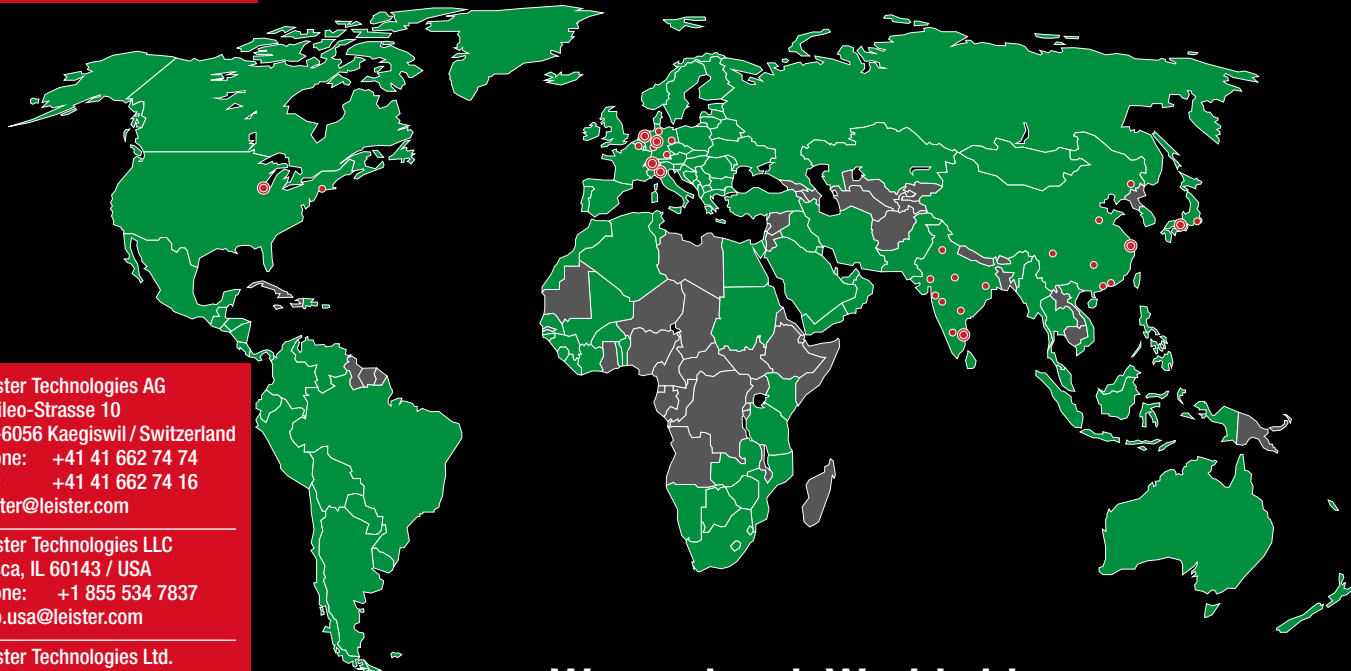 ster Technologies AG
ileo-Strasse 10
-6056 Kaegiswil / Switzerland
one: +41 41 662 74 74
+41 41 662 74 16
ter@leister.com
ster Technologies LLC
sca, IL 60143 / USA
one: +1 855 534 7837
o.usa@leister.com
ster Technologies Ltd.